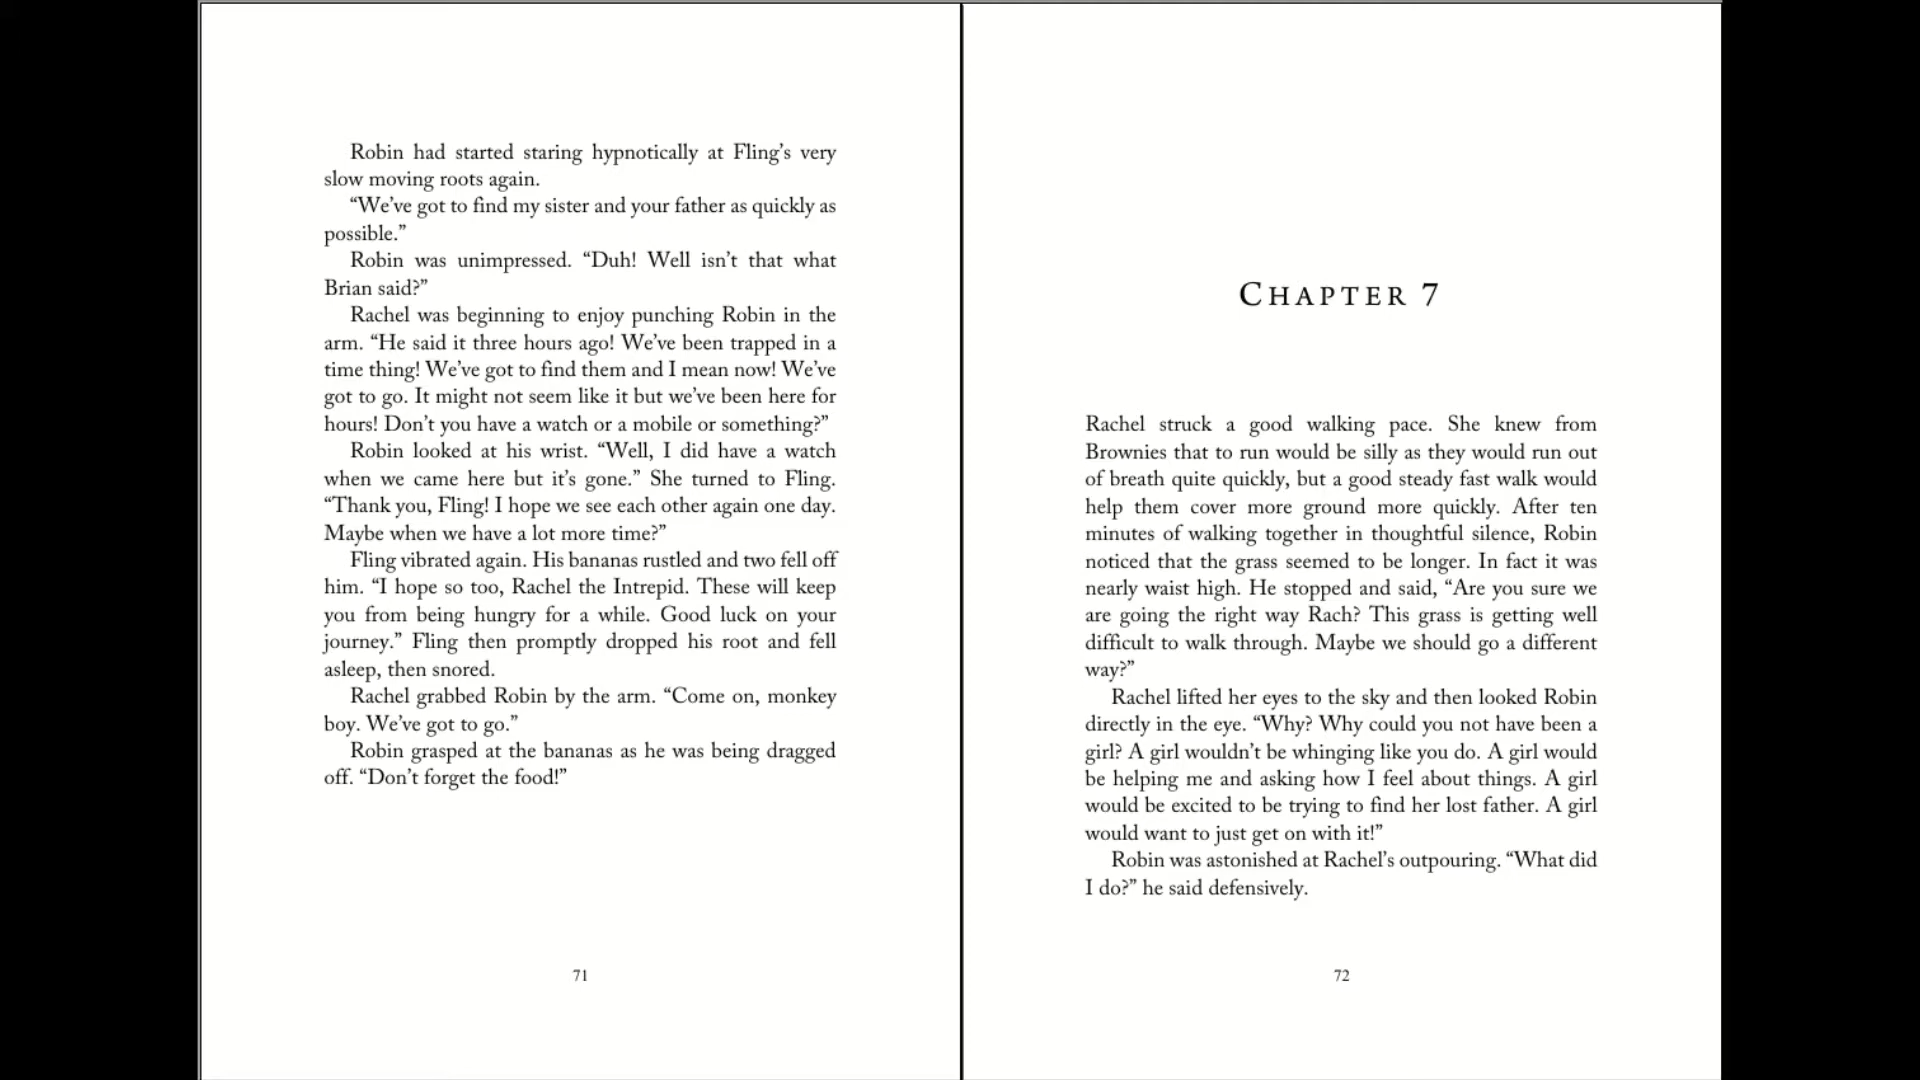 Robin had started staring hypnotically at Fling’s very
slow moving roots again.
“We’ve got to find my sister and your father as quickly as
possible.”
Robin was unimpressed. “Duh! Well isn’t that what
Brian said?”
Rachel was beginning to enjoy punching Robin in the
arm. “He said it three hours ago! We’ve been trapped in a
time thing! We’ve got to find them and I mean now! We’ve
got to go. It might not seem like it but we’ve been here for
hours! Don’t you have a watch or a mobile or something?”
Robin looked at his wrist. “Well, I did have a watch
when we came here but it’s gone.” She turned to Fling.
“Thank you, Fling! I hope we see each other again one day.
Maybe when we have a lot more time?”
Fling vibrated again. His bananas rustled and two fell off
him. “I hope so too, Rachel the Intrepid. These will keep
you from being hungry for a while. Good luck on your
journey.” Fling then promptly dropped his root and fell
asleep, then snored.
Rachel grabbed Robin by the arm. “Come on, monkey
boy. We’ve got to go.”
Robin grasped at the bananas as he was being dragged
off. “Don’t forget the food!”
71
CHAPTER 7
Rachel struck a good walking pace. She knew from
Brownies that to run would be silly as they would run out
of breath quite quickly, but a good steady fast walk would
help them cover more ground more quickly. After ten
minutes of walking together in thoughtful silence, Robin
noticed that the grass seemed to be longer. In fact it was
nearly waist high. He stopped and said, “Are you sure we
are going the right way Rach? This grass is getting well
difficult to walk through. Maybe we should go a different
way?”
Rachel lifted her eyes to the sky and then looked Robin
directly in the eye. “Why? Why could you not have been a
girl? A girl wouldn’t be whinging like you do. A girl would
be helping me and asking how I feel about things. A girl
would be excited to be trying to find her lost father. A girl
would want to just get on with it!”
Robin was astonished at Rachel’s outpouring. “What did
I do?” he said defensively.
72